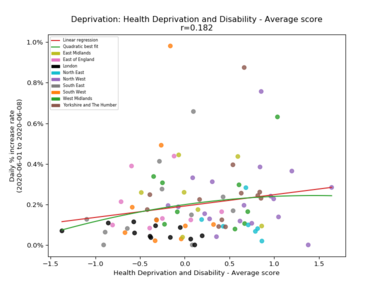 Deprivation: Health Deprivation and Disability - Average score
r=0.182
Daily % increase rate
(2020-06-01 to 2020-06-08)
1.0%
0.8%
0.6%
0.4%
0.2%
0.0%
Linear regression
Quadratic best fit
East Midlands
East of England
London
North East
North West
South East
South West
West Midlands
Yorkshire and The Humber
−1.5
−1.0
−0.5
0.0
0.5
1.0
1.5
Health Deprivation and Disability - Average score